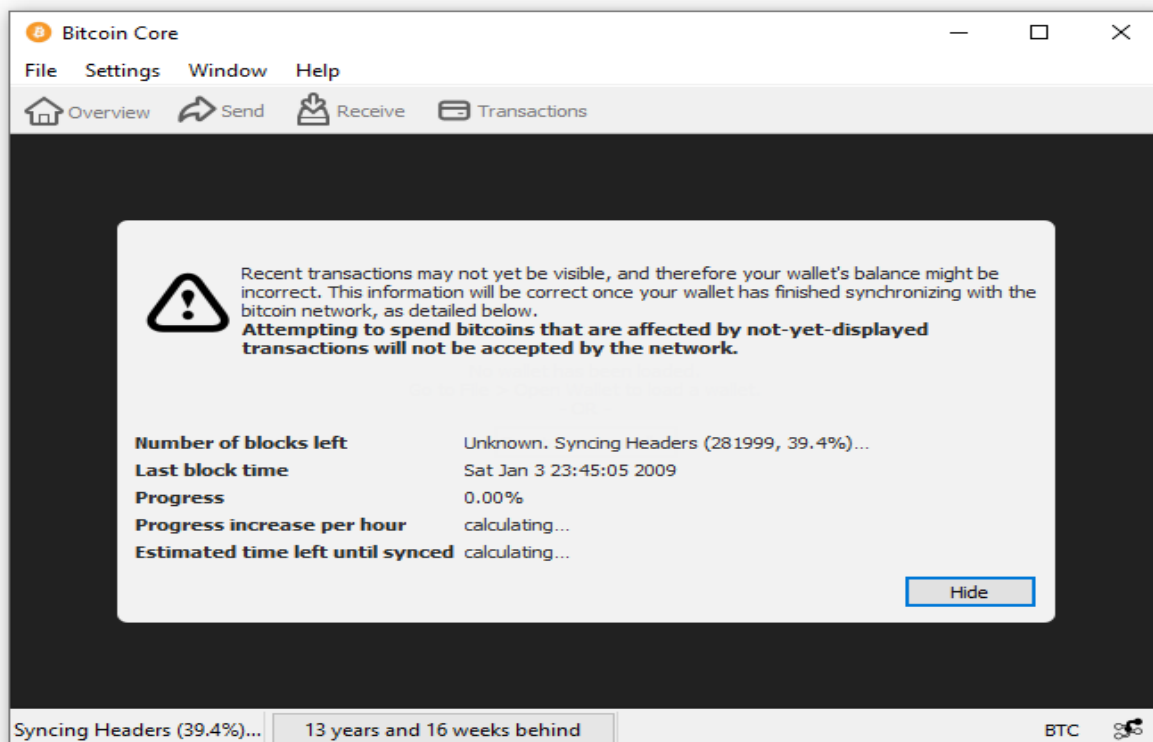 Bitcoin Core
File Settings Window Help
Overview Send Receive Transactions
Recent transactions may not yet be visible, and therefore your wallet's balance might be
incorrect. This information will be correct once your wallet has finished synchronizing with the
bitcoin network, as detailed below.
Attempting to spend bitcoins that are affected by not-yet-displayed
transactions will not be accepted by the network.
Number of blocks left Unknown. Syncing Headers (281999, 39.4%)...
Last block time Sat Jan 3 23:45:05 2009
Progress 0.00%
Progress increase per hour calculating...
Estimated time left until synced calculating...
Hide
Syncing Headers (39.4%)... 13 years and 16 weeks behind BTC